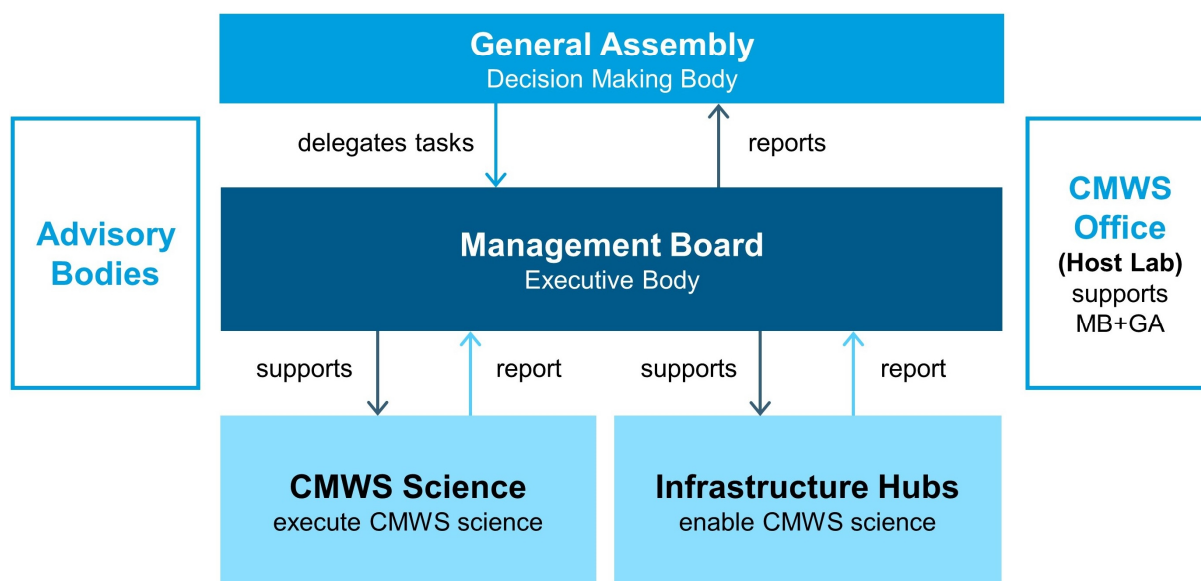 General Assembly
Decision Making Body
delegates tasks
reports
Advisory
Bodies
Management Board
Executive Body
CMWS
Office
(Host Lab)
supports
MB+GA
supports
report
supports
report
CMWS Science
execute CMWS science
Infrastructure Hubs
enable CMWS science